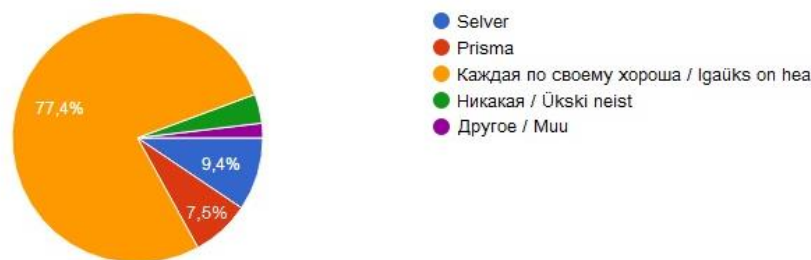 77,4%
9,4%
7,5%
Selver
Prisma
Каждая по своему хороша / Igaüks on hea
Никакая / Ükski neist
Другое / Muu